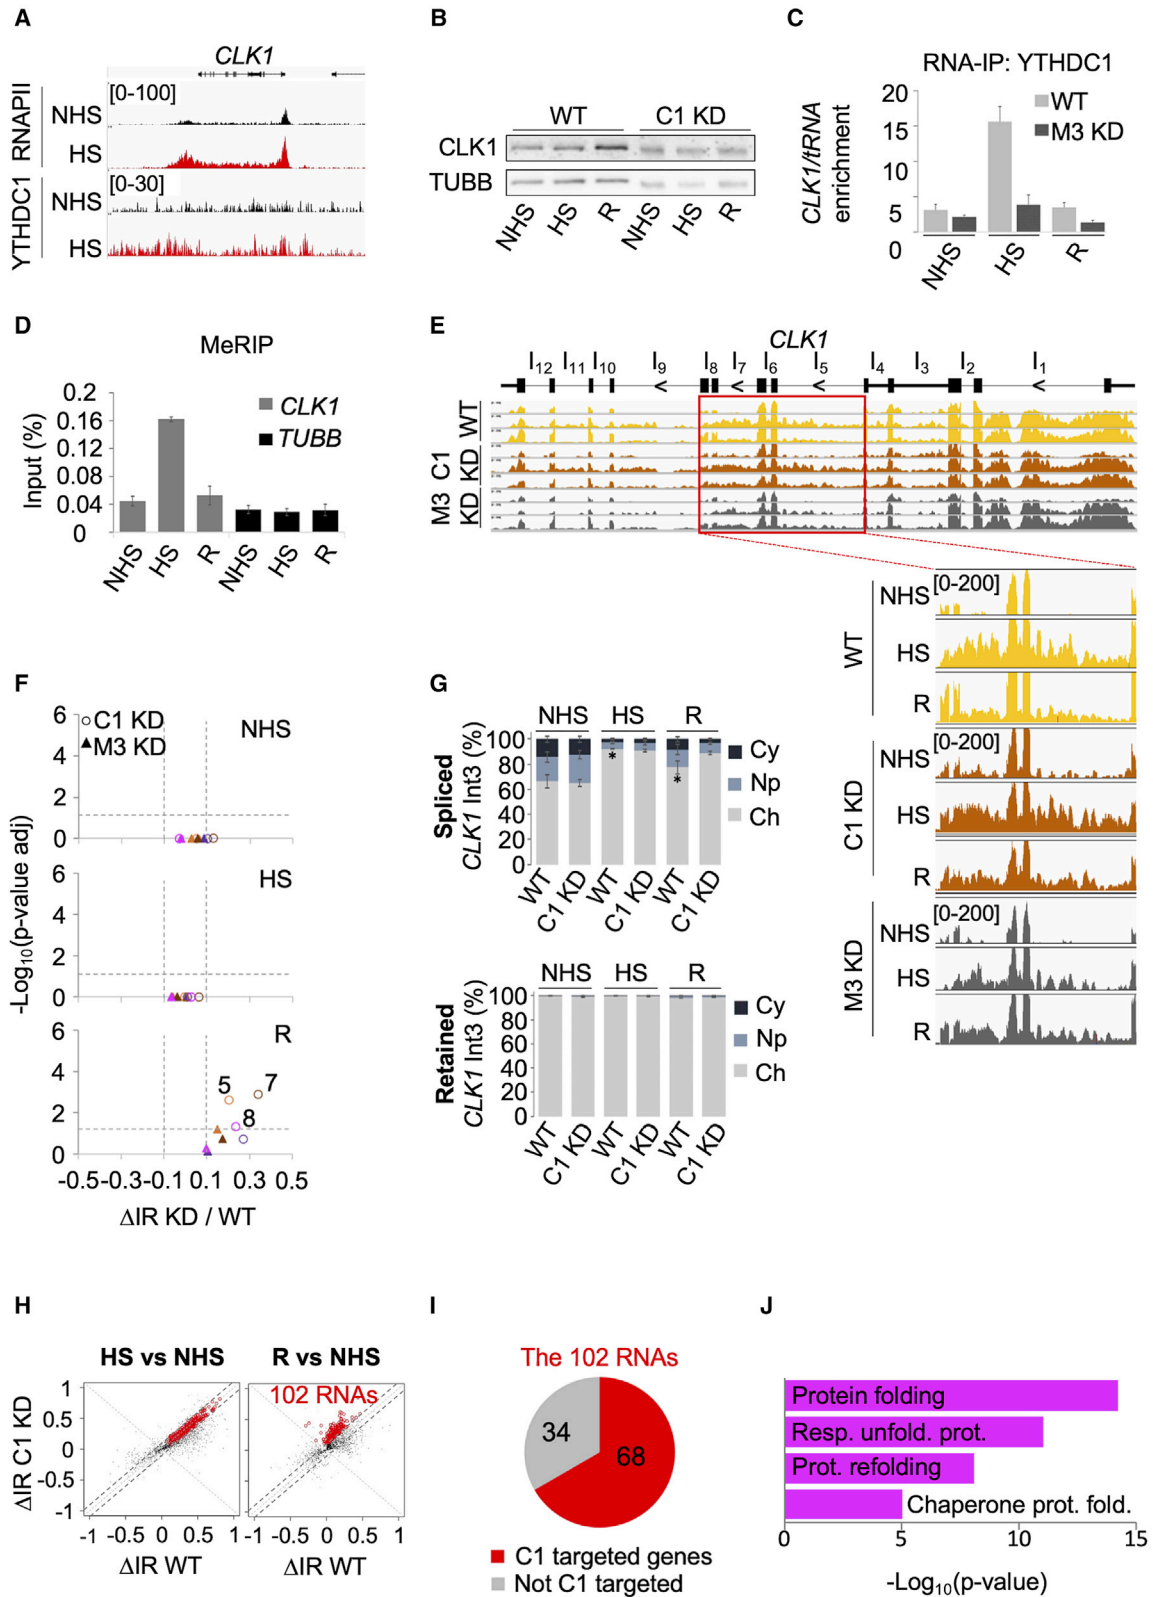 A
CLK1
RNAPII
[0-100]
NHS
HS
YTHDC1
[0-30]
NHS
HS
B
WT
C1 KD
CLK1
TUBB
NHS
HS
R
NHS
HS
R
C
RNA-IP: YTHDC1
CLK1/tRNA
enrichment
20
15
10
5
0
WT
M3 KD
NHS
HS
R
D
MeRIP
Input (%)
0.2
0.16
0.12
0.08
0.04
0
CLK1
TUBB
NHS
HS
R
NHS
HS
R
E
CLK1
I12 I11 I10 I9 I8 I7 I6 I5 I4 I3 I2 I1
WT
C1
KD
M3
KD
WT
NHS
[0-200]
HS
R
C1 KD
NHS
[0-200]
HS
R
M3 KD
NHS
[0-200]
HS
R
F
-Log10(p-value adj)
6
4
2
0
C1 KD
M3 KD
NHS
6
4
2
0
HS
6
4
2
0
R
5
7
8
-0.5 -0.3 -0.1 0.1 0.3 0.5
ΔIR KD / WT
G
Spliced
CLK1 Int3 (%)
NHS
HS
R
100
80
60
40
20
0
*
*
Cy
Np
Ch
WT
C1 KD
WT
C1 KD
WT
C1 KD
Retained
CLK1 Int3 (%)
NHS
HS
R
100
80
60
40
20
0
Cy
Np
Ch
WT
C1 KD
WT
C1 KD
WT
C1 KD
H
HS vs NHS
R vs NHS
102 RNAs
ΔIR C1 KD
1
0.5
0
-0.5
-1
-1 -0.5 0 0.5 1
-1 -0.5 0 0.5 1
ΔIR WT
ΔIR WT
I
The 102 RNAs
34
68
C1 targeted genes
Not C1 targeted
J
Protein folding
Resp. unfold. prot.
Prot. refolding
Chaperone prot. fold.
0 5 10 15
-Log10(p-value)